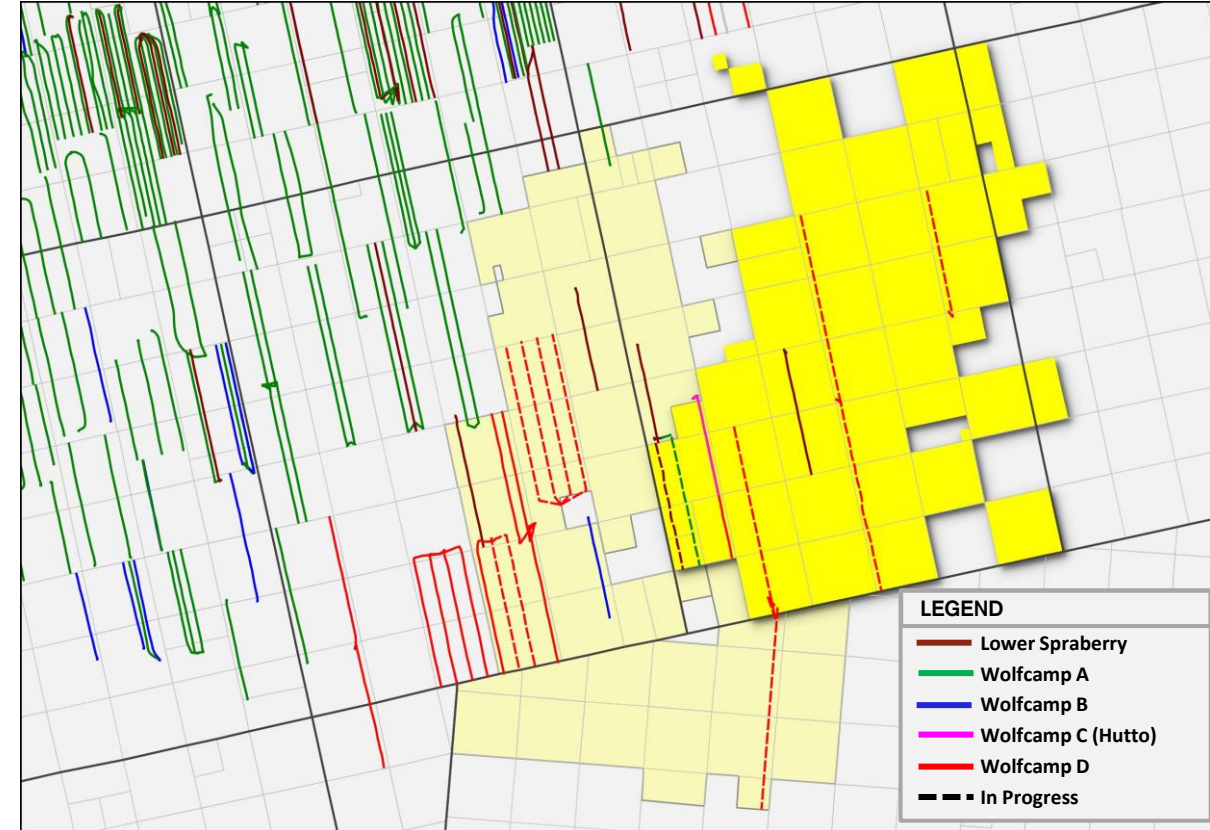 LEGEND
Lower Spraberry
Wolfcamp A
Wolfcamp B
Wolfcamp C (Hutto)
Wolfcamp D
In Progress